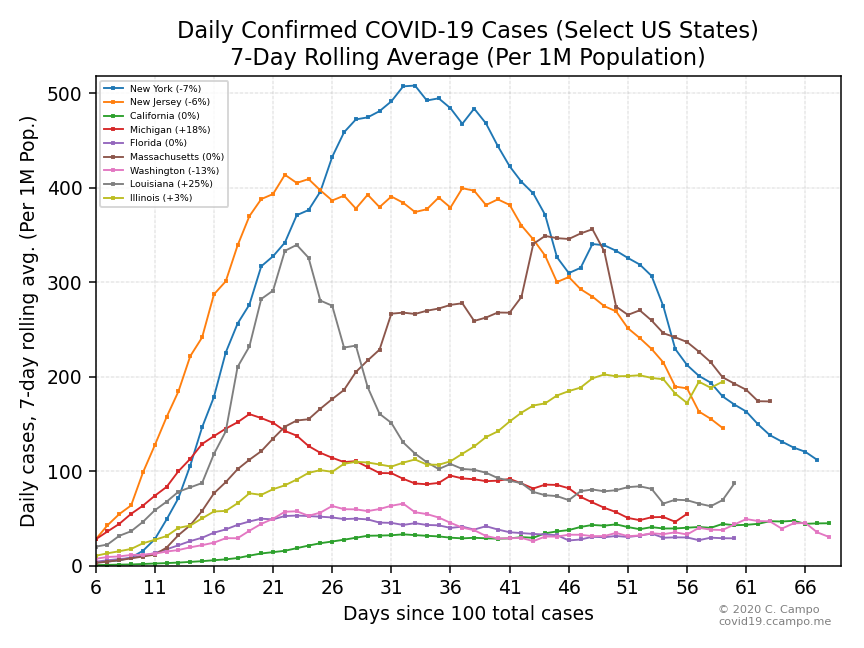 Daily Confirmed COVID-19 Cases (Select US States)
7-Day Rolling Average (Per 1M Population)
Daily cases, 7-day rolling avg. (Per 1M Pop.)
500
400
300
200
100
0
New York (-7%)
New Jersey (-6%)
California (0%)
Michigan (+18%)
Florida (0%)
Massachusetts (0%)
Washington (-13%)
Louisiana (+25%)
Illinois (+3%)
6 11 16 21 26 31 36 41 46 51 56 61 66
Days since 100 total cases
© 2020 C. Campo
covid19.ccampo.me